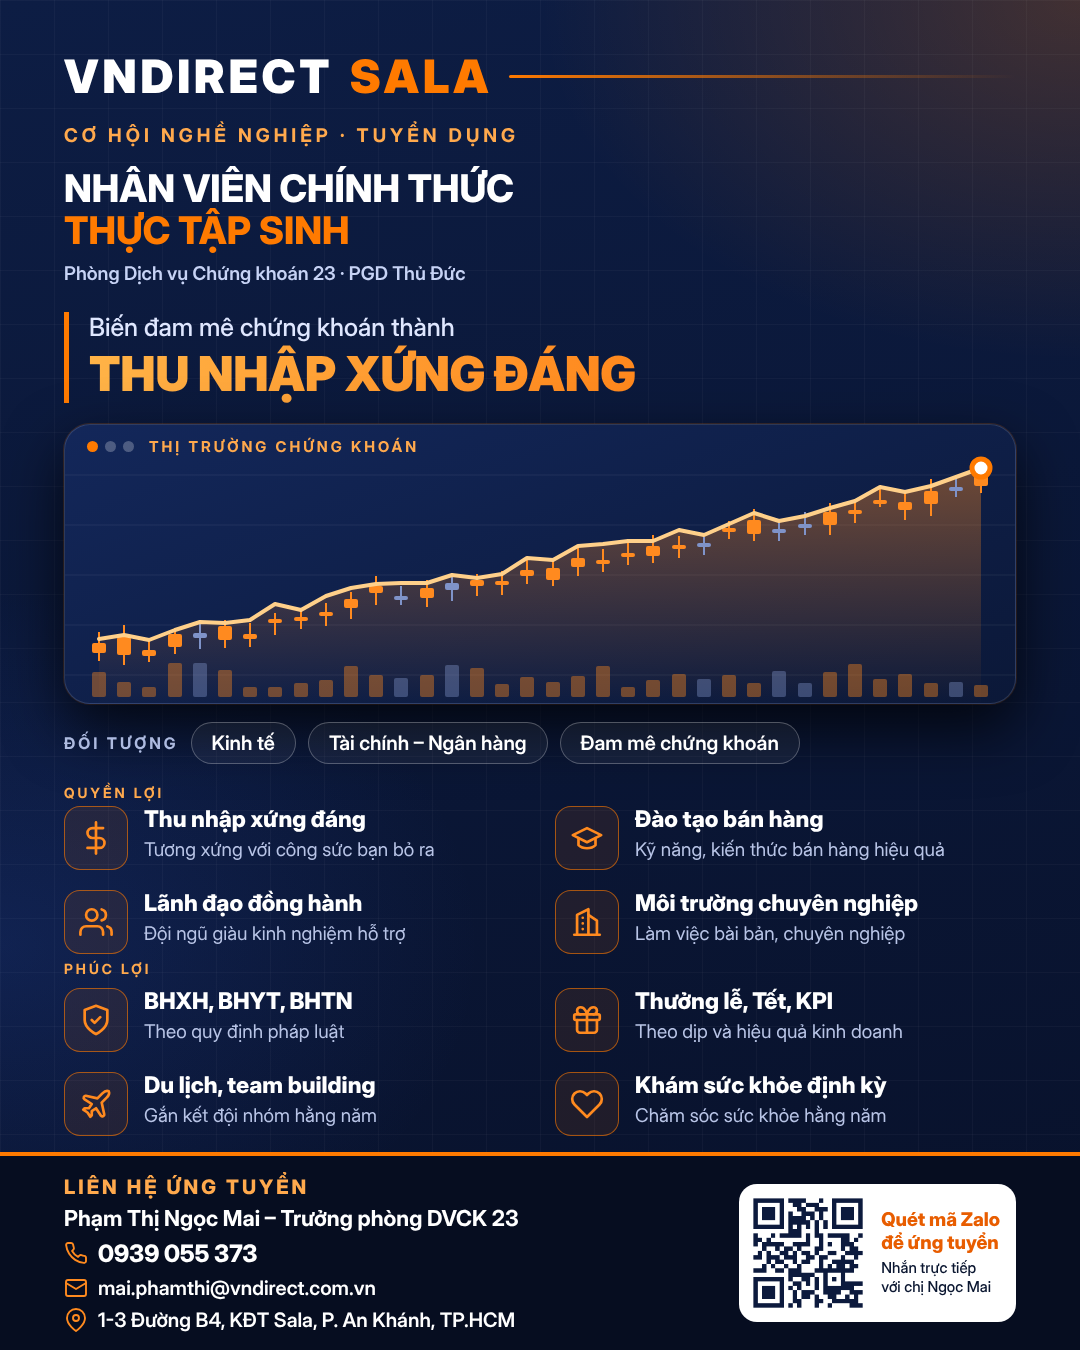 VNDIRECT SALA
CƠ HỘI NGHỀ NGHIỆP · TUYỂN DỤNG
NHÂN VIÊN CHÍNH THỨC
THỰC TẬP SINH
Phòng Dịch vụ Chứng khoán 23 · PGD Thủ Đức
Biến đam mê chứng khoán thành
THU NHẬP XỨNG ĐÁNG
THỊ TRƯỜNG CHỨNG KHOÁN
ĐỐI TƯỢNG
Kinh tế
Tài chính – Ngân hàng
Đam mê chứng khoán
QUYỀN LỢI
Thu nhập xứng đáng
Tương xứng với công sức bạn bỏ ra
Đào tạo bán hàng
Kỹ năng, kiến thức bán hàng hiệu quả
Lãnh đạo đồng hành
Đội ngũ giàu kinh nghiệm hỗ trợ
Môi trường chuyên nghiệp
Làm việc bài bản, chuyên nghiệp
PHÚC LỢI
BHXH, BHYT, BHTN
Theo quy định pháp luật
Thưởng lễ, Tết, KPI
Theo dịp và hiệu quả kinh doanh
Du lịch, team building
Gắn kết đội nhóm hằng năm
Khám sức khỏe định kỳ
Chăm sóc sức khỏe hằng năm
LIÊN HỆ ỨNG TUYỂN
Phạm Thị Ngọc Mai – Trưởng phòng DVCK 23
0939 055 373
mai.phamthi@vndirect.com.vn
1-3 Đường B4, KĐT Sala, P. An Khánh, TP.HCM
Quét mã Zalo
để ứng tuyển
Nhắn trực tiếp
với chị Ngọc Mai